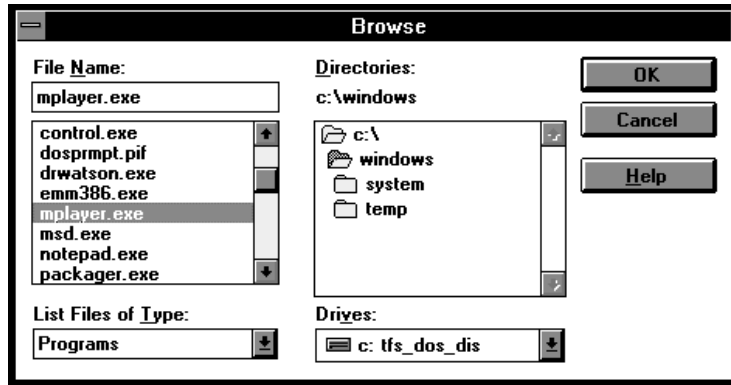 Browse
File Name:
mplayer.exe
control.exe
dosprmpt.pif
drwatson.exe
emm386.exe
mplayer.exe
msd.exe
notepad.exe
packager.exe
List Files of Type:
Programs
Directories:
c:\windows
c:\
windows
system
temp
Drives:
c: tfs_dos_dis
OK
Cancel
Help